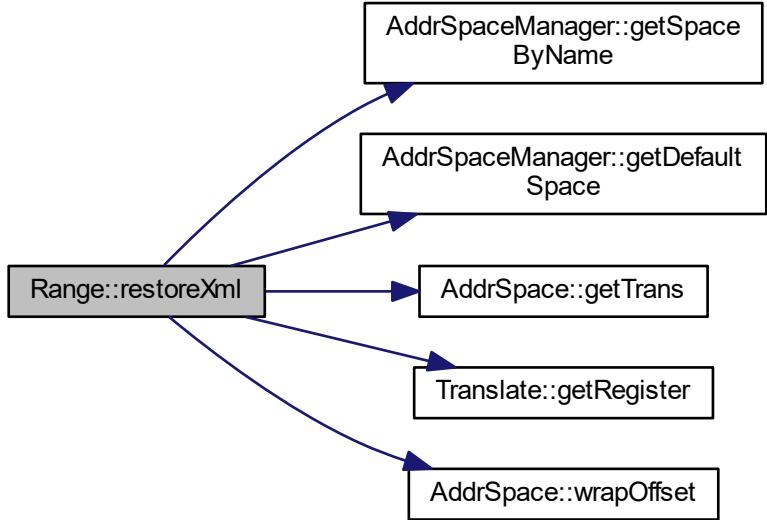 AddrSpaceManager::getSpace
ByName
AddrSpaceManager::getDefault
Space
Range::restoreXml
AddrSpace::getTrans
Translate::getRegister
AddrSpace::wrapOffset